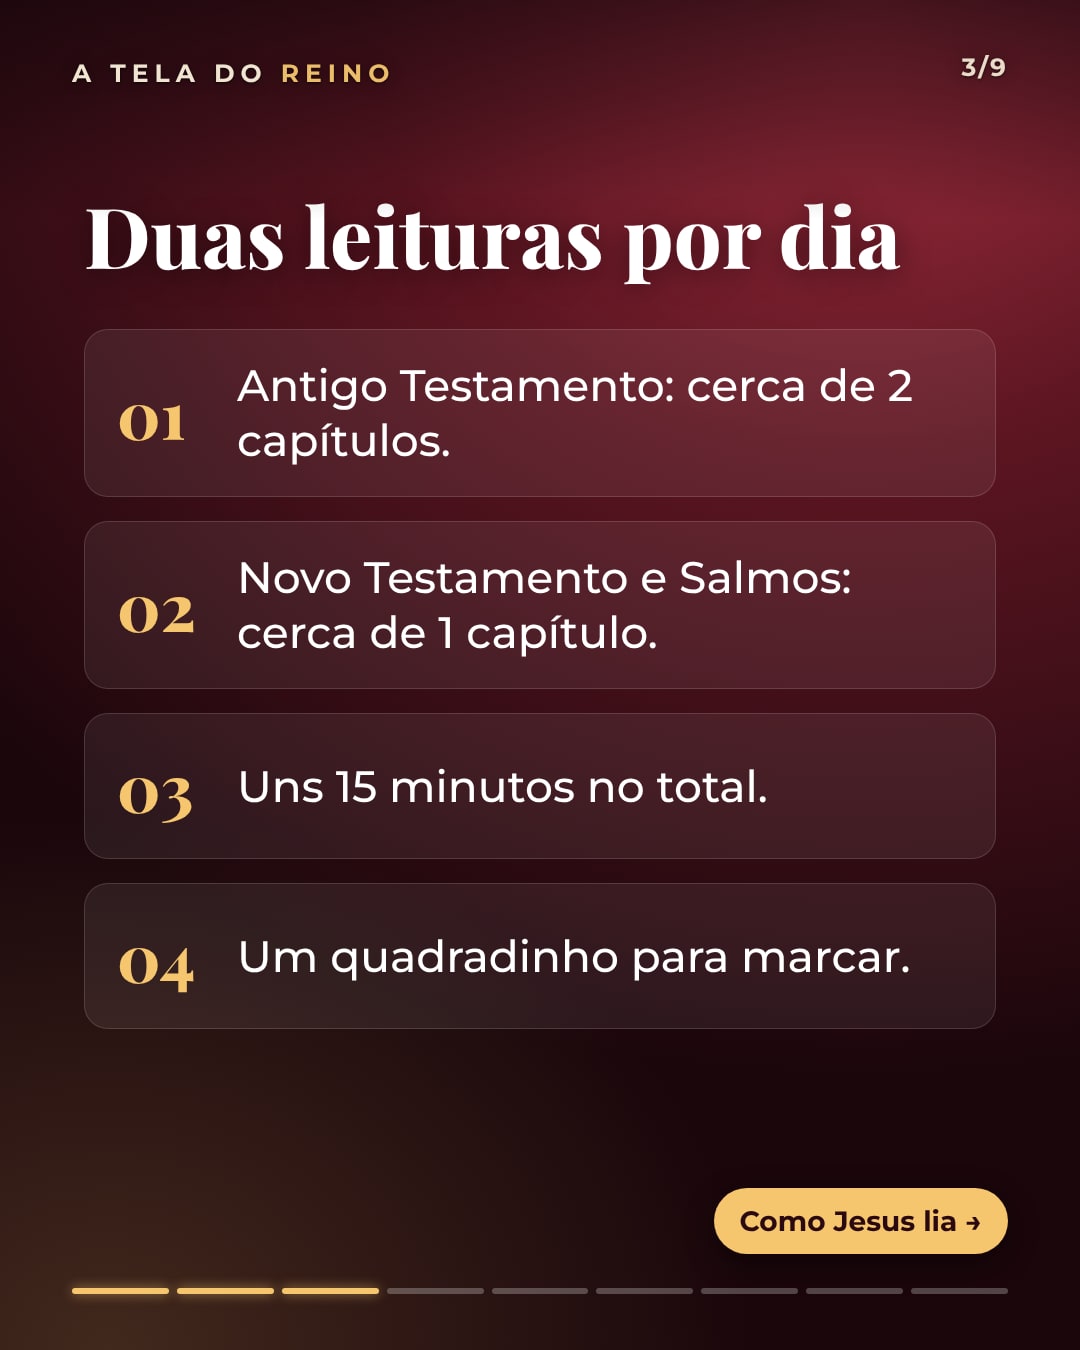 A TELA DO REINO
3/9
Duas leituras por dia
01
Antigo Testamento: cerca de 2
capítulos.
02
Novo Testamento e Salmos:
cerca de 1 capítulo.
03
Uns 15 minutos no total.
04
Um quadradinho para marcar.
Como Jesus lia →